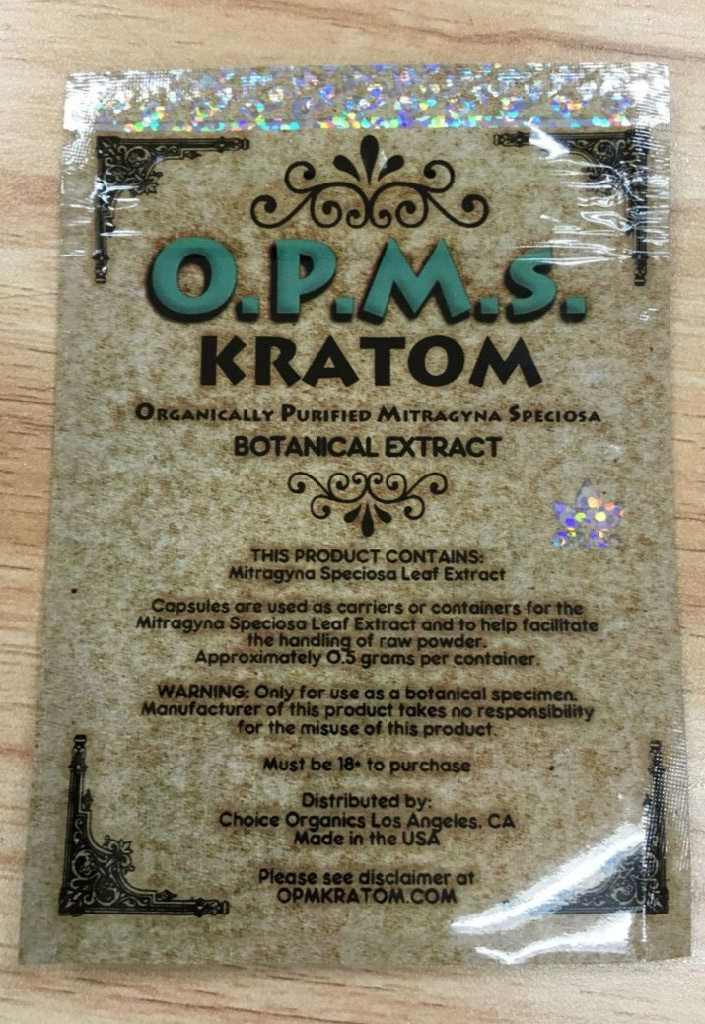 O.P.M.S.
KRATOM
ORGANICALLY PURIFIED MITRAGYNA SPECIOSA
BOTANICAL EXTRACT
THIS PRODUCT CONTAINS:
Mitragyna Speciosa Leaf Extract
Capsules are used as carriers or containers for the
Mitragyna Speciosa Leaf Extract and to help facilitate
the handling of raw powder.
Approximately 0.5 grams per container.
WARNING: Only for use as a botanical specimen.
Manufacturer of this product takes no responsibility
for the misuse of this product.
Must be 18+ to purchase
Distributed by:
Choice Organics Los Angeles, CA
Made in the USA
Please see disclaimer at
OPMKRATOM.COM